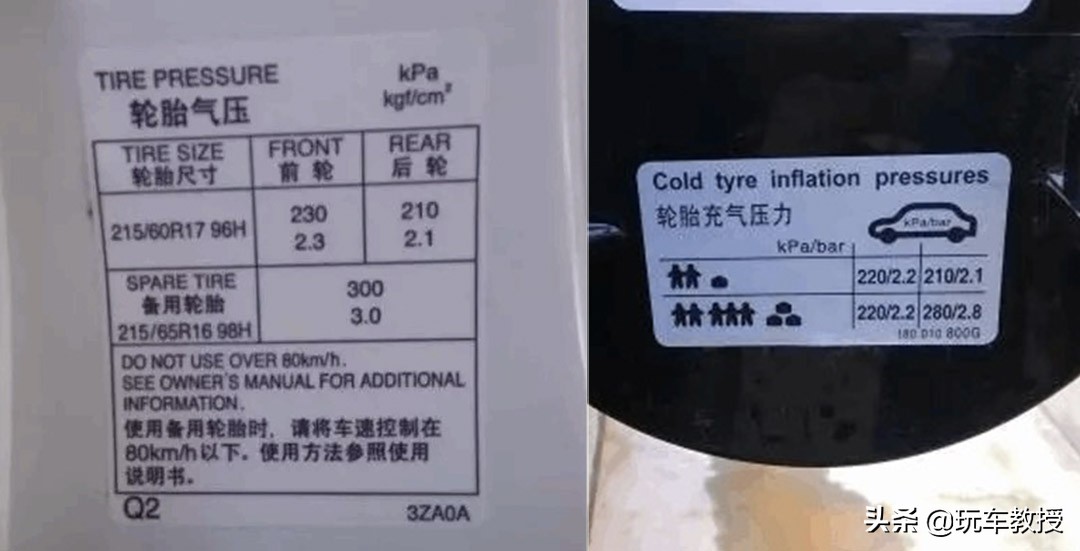 TIRE PRESSURE
轮胎气压
kPa
kgf/cm²
TIRE SIZE
轮胎尺寸
FRONT
前 轮
REAR
后 轮
215/60R17 96H
230
2.3
210
2.1
SPARE TIRE
备用轮胎
215/65R16 98H
300
3.0
DO NOT USE OVER 80km/h.
SEE OWNER'S MANUAL FOR ADDITIONAL
INFORMATION.
使用备用轮胎时，请将车速控制在
80km/h以下。使用方法参照使用
说明书。
Q2
3ZA0A
Cold tyre inflation pressures
轮胎充气压力
kPa/bar
kPa/bar
220/2.2 210/2.1
220/2.2 280/2.8
180 010 800G
头条 @玩车教授